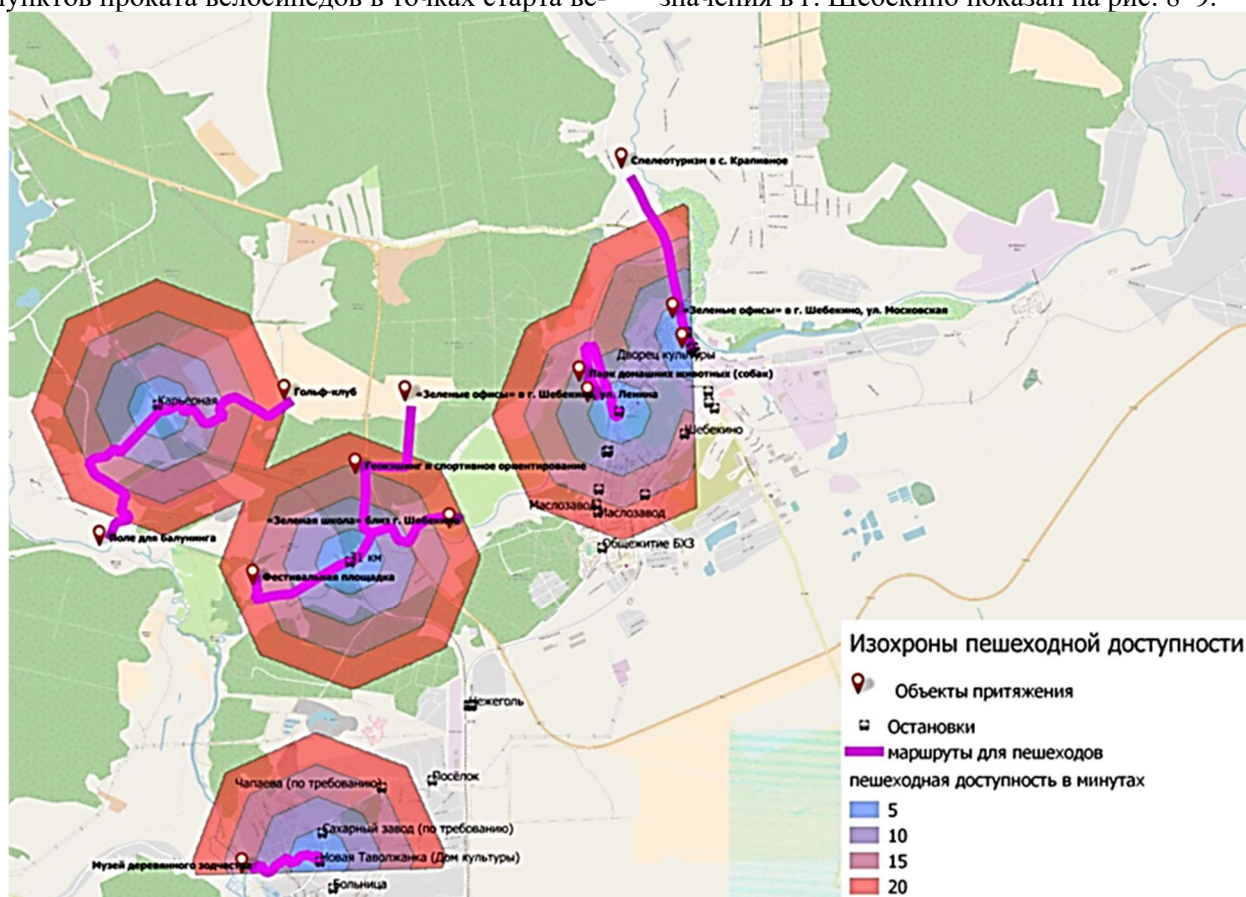 пунктов проката велосипедов в точках старта ве-
значения в г. Шебекино показан на рис. 8–9.
Спелеотуризм в с. Крапивное
«Зеленые офисы» в г. Шебекино, ул. Московская
Дворец культуры
Парк домашних животных (собак)
Карьерная
Гольф-клуб
«Зеленые офисы» в г. Шебекино, ул. Ленина
Шебекино
Геокэшинг и спортивное ориентирование
Маслозавод
Маслозавод
«Зеленая школа» близ г. Шебекино
Поле для балунинга
Общежитие БХЗ
31 км
Фестивальная площадка
Нежеголь
Посёлок
Чапаева (по требованию)
Сахарный завод (по требованию)
Новая Таволжанка (Дом культуры)
Музей деревянного зодчества
Больница
Изохроны пешеходной доступности
Объекты притяжения
Остановки
маршруты для пешеходов
пешеходная доступность в минутах
5
10
15
20